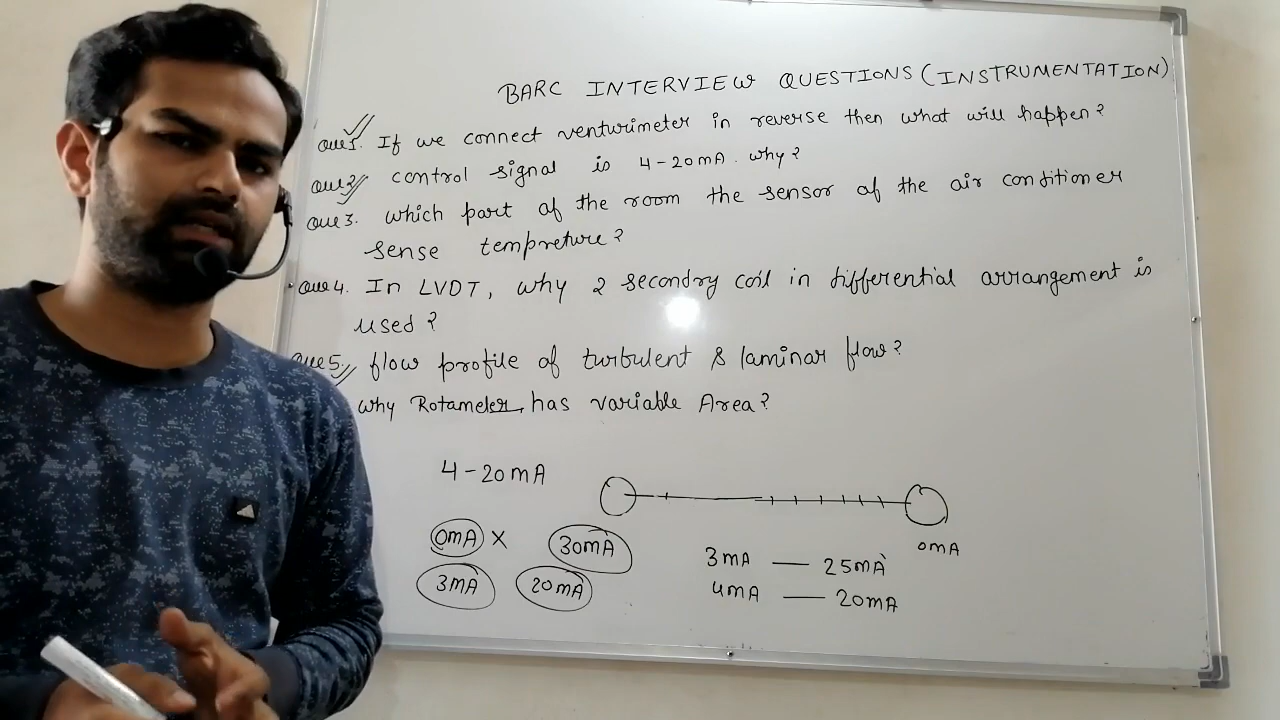 BARC INTERVIEW QUESTIONS (INSTRUMENTATION)
Que1. If we connect venturimeter in reverse then what will happen?
Que2. control signal is 4-20mA. why?
Que3. which part of the room the sensor of the air conditioner
sense tempreture?
Que4. In LVDT, why 2 secondry coil in differential arrangement is
used?
Que5. flow profile of turbulent & laminar flow?
why Rotameter has variable Area?
4-20mA
0mA x 30mA
0mA
3mA 20mA
3mA — 25mA
4mA — 20mA